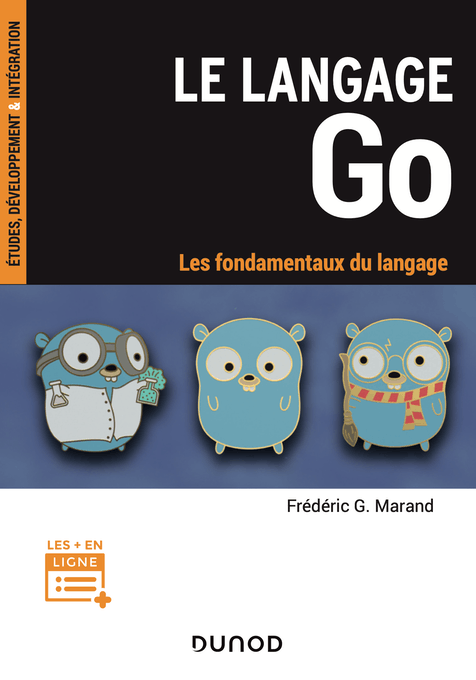 ÉTUDES, DÉVELOPPEMENT & INTÉGRATION
LE LANGAGE
Go
Les fondamentaux du langage
Frédéric G. Marand
LES + EN
LIGNE
DUNOD